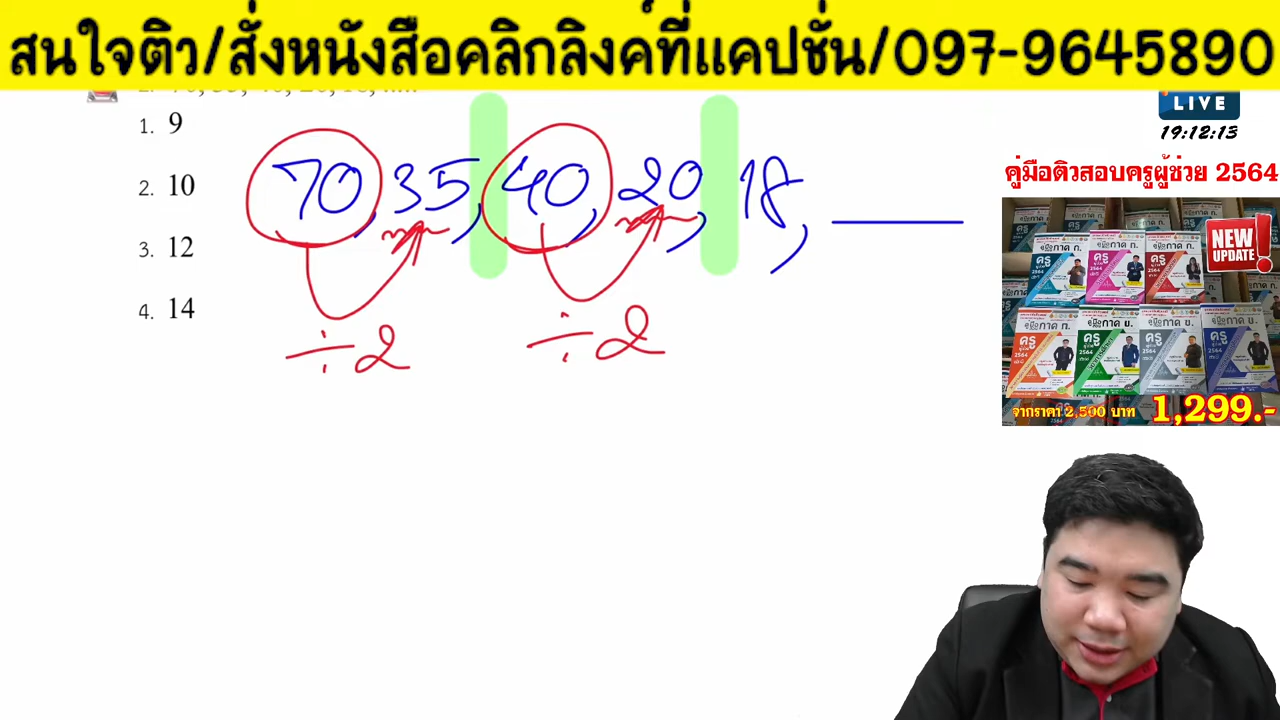 สนใจติว/สั่งหนังสือคลิกลิงค์ที่แคปชั่น/097-9645890
LIVE
19:12:13
1. 9
2. 10
3. 12
4. 14
70, 35, 40, 20, 18,
÷2 ÷2
คู่มือติวสอบครูผู้ช่วย 2564
NEW
UPDATE
จากราคา 2,500 บาท 1,299.-